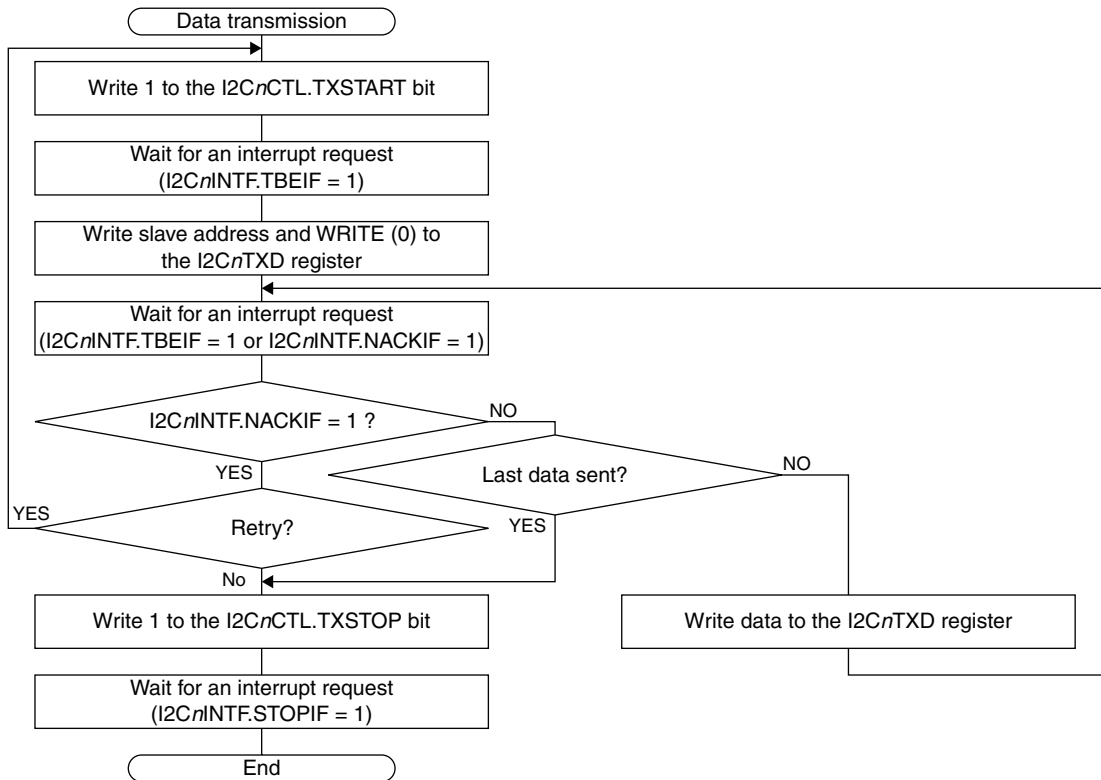 Data transmission
Write 1 to the I2CnCTL.TXSTART bit
Wait for an interrupt request
(I2CnINTF.TBEIF = 1)
Write slave address and WRITE (0) to
the I2CnTXD register
Wait for an interrupt request
(I2CnINTF.TBEIF = 1 or I2CnINTF.NACKIF = 1)
I2CnINTF.NACKIF = 1 ?
NO
YES
Last data sent?
NO
YES
Retry?
YES
No
Write 1 to the I2CnCTL.TXSTOP bit
Write data to the I2CnTXD register
Wait for an interrupt request
(I2CnINTF.STOPIF = 1)
End